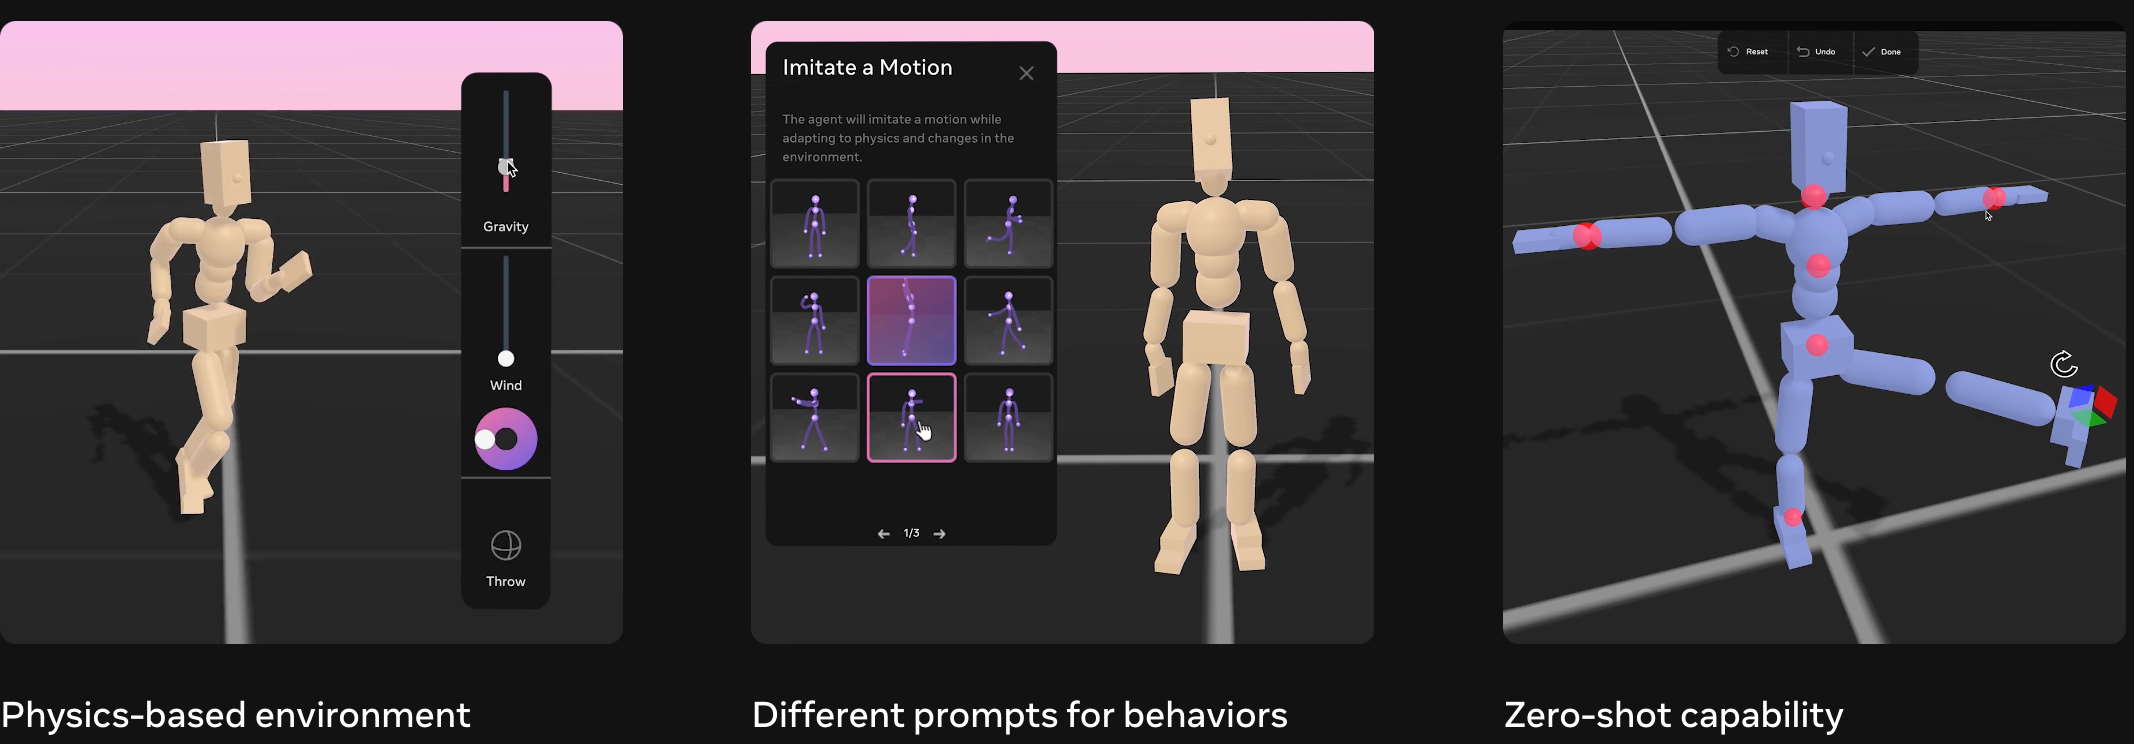 Gravity
Wind
Throw
Physics-based environment
Imitate a Motion
The agent will imitate a motion while
adapting to physics and changes in the
environment.
1/3
Different prompts for behaviors
Reset
Undo
Done
Zero-shot capability